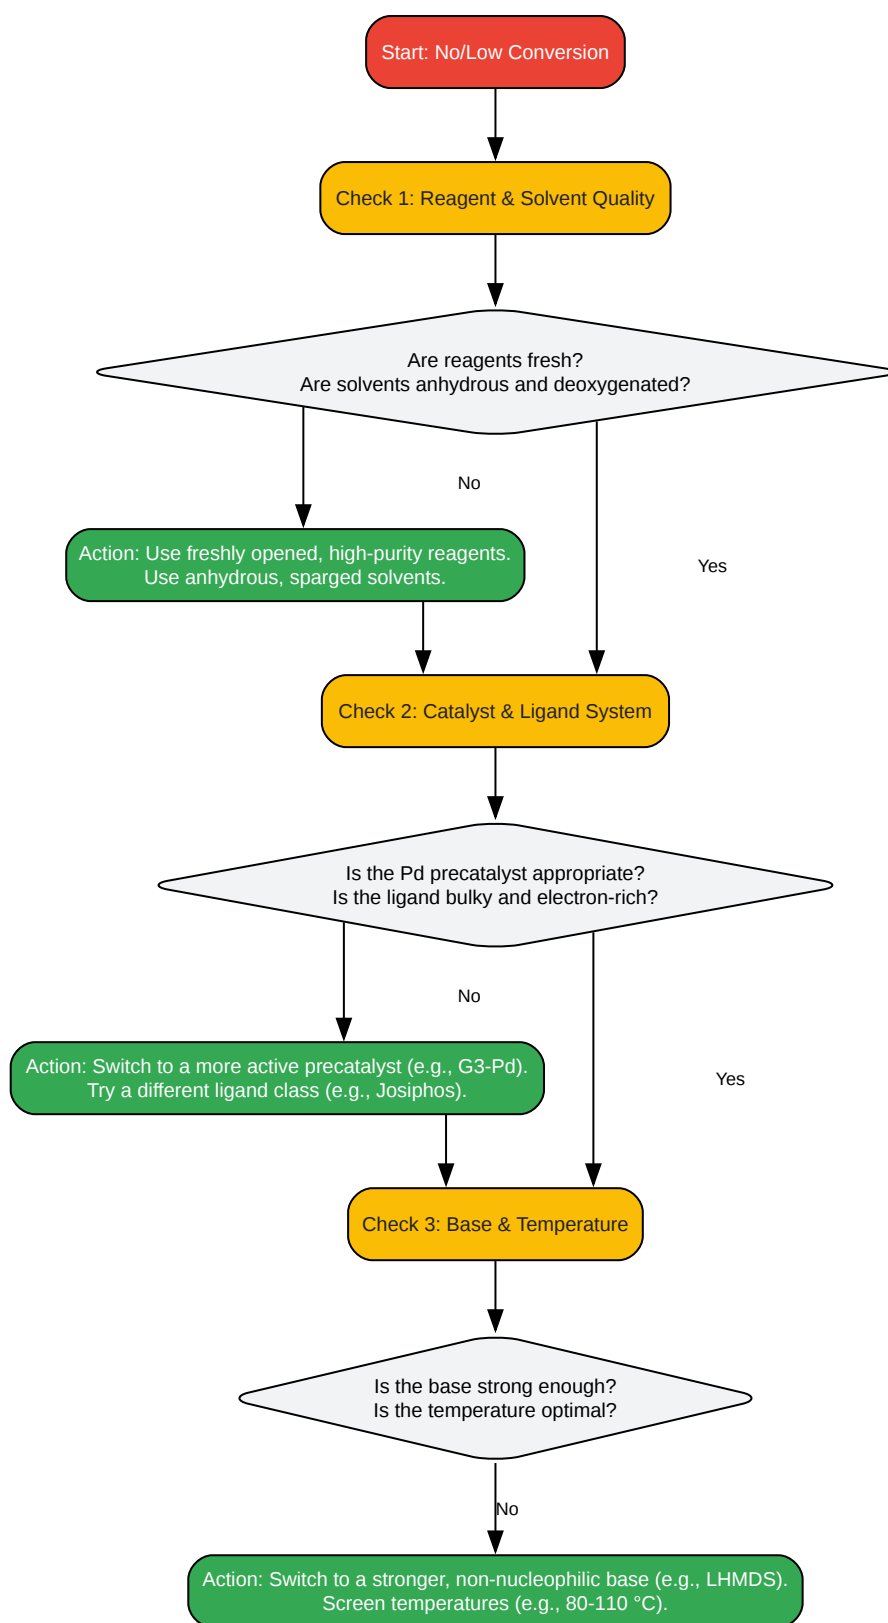 Start: No/Low Conversion
Check 1: Reagent & Solvent Quality
Are reagents fresh?
Are solvents anhydrous and deoxygenated?
No
Action: Use freshly opened, high-purity reagents.
Use anhydrous, sparged solvents.
Yes
Check 2: Catalyst & Ligand System
Is the Pd precatalyst appropriate?
Is the ligand bulky and electron-rich?
No
Action: Switch to a more active precatalyst (e.g., G3-Pd).
Try a different ligand class (e.g., Josiphos).
Yes
Check 3: Base & Temperature
Is the base strong enough?
Is the temperature optimal?
No
Action: Switch to a stronger, non-nucleophilic base (e.g., LHMDS).
Screen temperatures (e.g., 80-110 °C).